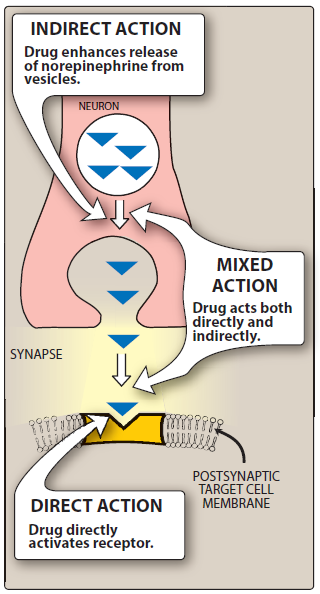 INDIRECT ACTION
Drug enhances release
of norepinephrine from
vesicles.
NEURON
MIXED
ACTION
Drug acts both
directly and
indirectly.
SYNAPSE
POSTSYNAPTIC
TARGET CELL
MEMBRANE
DIRECT ACTION
Drug directly
activates receptor.